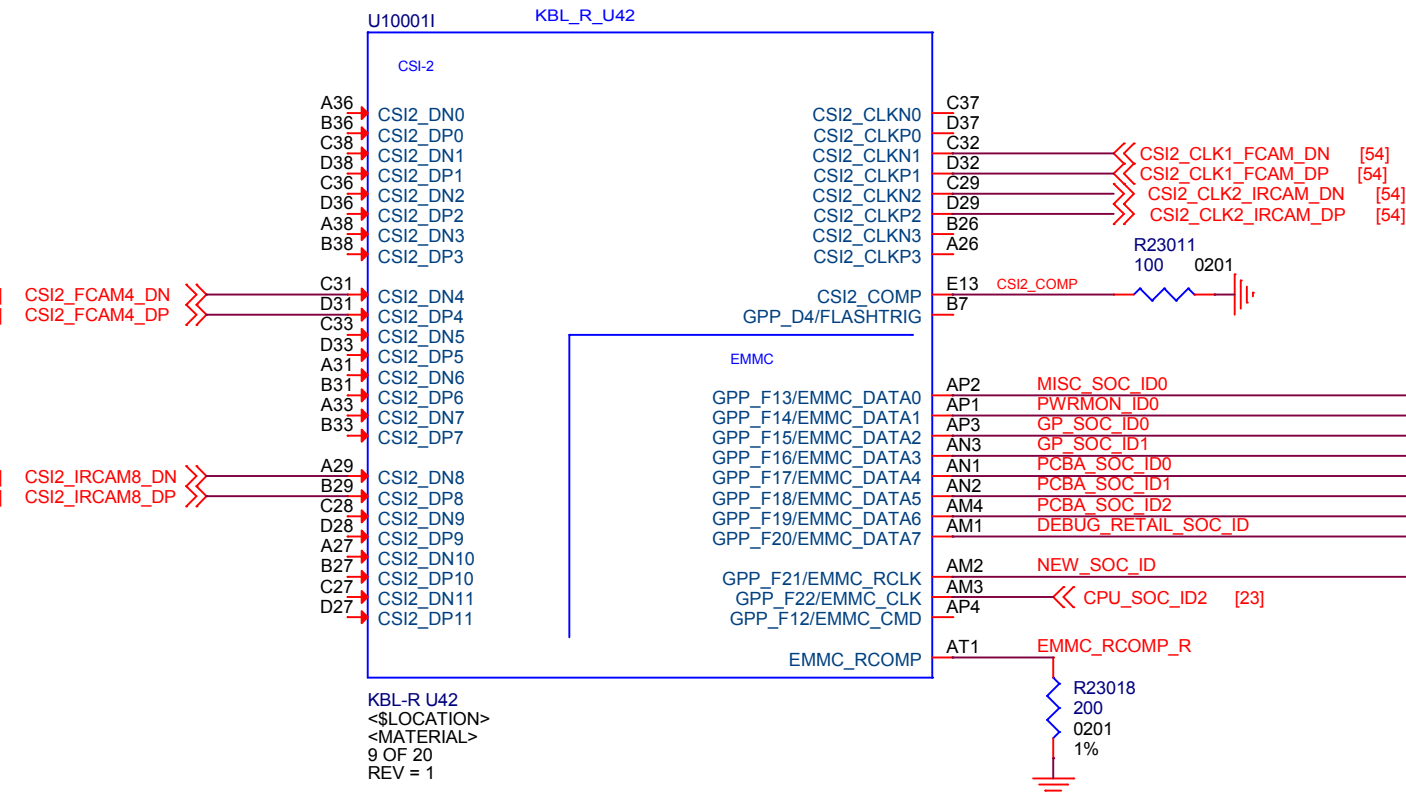 U10001I
KBL_R_U42
CSI-2
A36 CSI2_DN0
B36 CSI2_DP0
C38 CSI2_DN1
D38 CSI2_DP1
C36 CSI2_DN2
D36 CSI2_DP2
A38 CSI2_DN3
B38 CSI2_DP3
CSI2_FCAM4_DN C31 CSI2_DN4
CSI2_FCAM4_DP D31 CSI2_DP4
C33 CSI2_DN5
D33 CSI2_DP5
A31 CSI2_DN6
B31 CSI2_DP6
A33 CSI2_DN7
B33 CSI2_DP7
CSI2_IRCAM8_DN A29 CSI2_DN8
CSI2_IRCAM8_DP B29 CSI2_DP8
C28 CSI2_DN9
D28 CSI2_DP9
A27 CSI2_DN10
B27 CSI2_DP10
C27 CSI2_DN11
D27 CSI2_DP11
CSI2_CLKN0 C37
CSI2_CLKP0 D37
CSI2_CLKN1 C32 CSI2_CLK1_FCAM_DN [54]
CSI2_CLKP1 D32 CSI2_CLK1_FCAM_DP [54]
CSI2_CLKN2 C29 CSI2_CLK2_IRCAM_DN [54]
CSI2_CLKP2 D29 CSI2_CLK2_IRCAM_DP [54]
CSI2_CLKN3 B26
CSI2_CLKP3 A26
R23011
100 0201
CSI2_COMP E13 CSI2_COMP
GPP_D4/FLASHTRIG B7
EMMC
GPP_F13/EMMC_DATA0 AP2 MISC_SOC_ID0
GPP_F14/EMMC_DATA1 AP1 PWRMON_ID0
GPP_F15/EMMC_DATA2 AP3 GP_SOC_ID0
GPP_F16/EMMC_DATA3 AN3 GP_SOC_ID1
GPP_F17/EMMC_DATA4 AN1 PCBA_SOC_ID0
GPP_F18/EMMC_DATA5 AN2 PCBA_SOC_ID1
GPP_F19/EMMC_DATA6 AM4 PCBA_SOC_ID2
GPP_F20/EMMC_DATA7 AM1 DEBUG_RETAIL_SOC_ID
GPP_F21/EMMC_RCLK AM2 NEW_SOC_ID
GPP_F22/EMMC_CLK AM3 CPU_SOC_ID2 [23]
GPP_F12/EMMC_CMD AP4
EMMC_RCOMP AT1 EMMC_RCOMP_R
R23018
200
0201
1%
KBL-R U42
<$LOCATION>
<MATERIAL>
9 OF 20
REV = 1